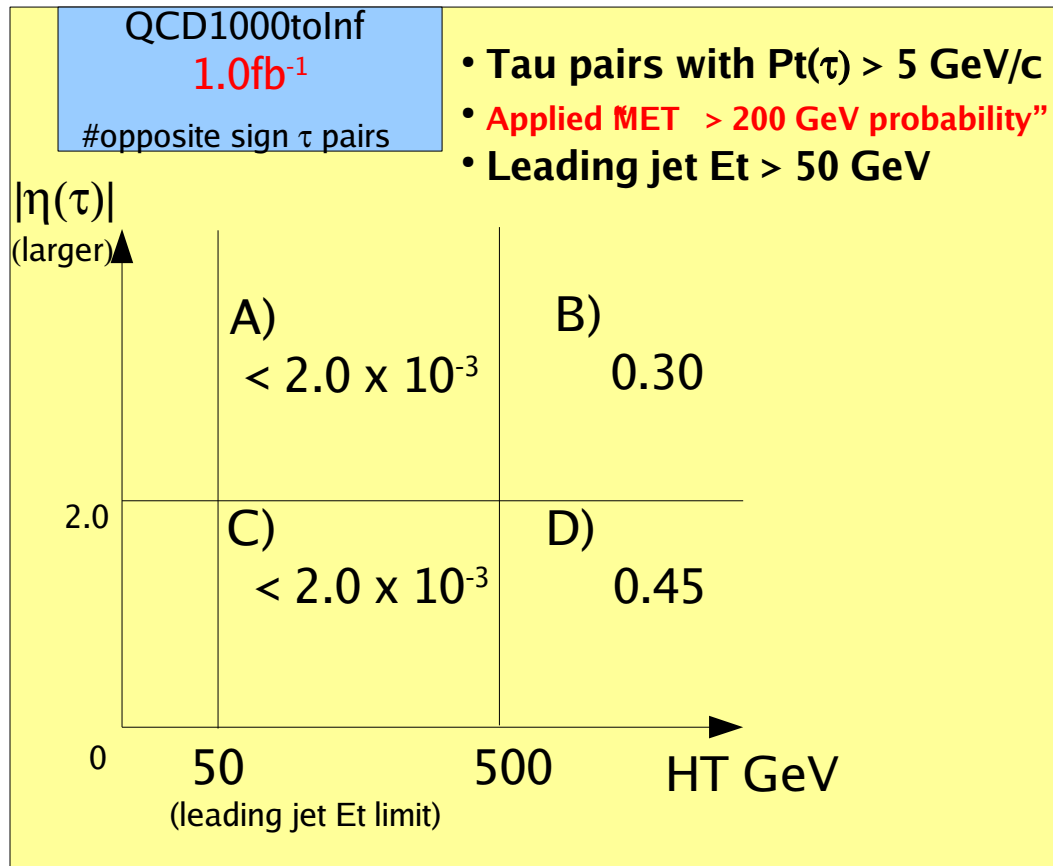 QCD1000toInf
1.0fb⁻¹
#opposite sign τ pairs
• Tau pairs with Pt(τ) > 5 GeV/c
• Applied “MET > 200 GeV probability”
• Leading jet Et > 50 GeV
|η(τ)|
(larger)
A)
B)
< 2.0 x 10⁻³
0.30
2.0
C)
D)
< 2.0 x 10⁻³
0.45
0
50
500
HT GeV
(leading jet Et limit)